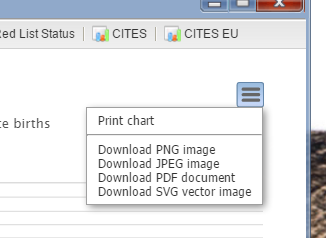 Red List Status CITES CITES EU
births
Print chart
Download PNG image
Download JPEG image
Download PDF document
Download SVG vector image